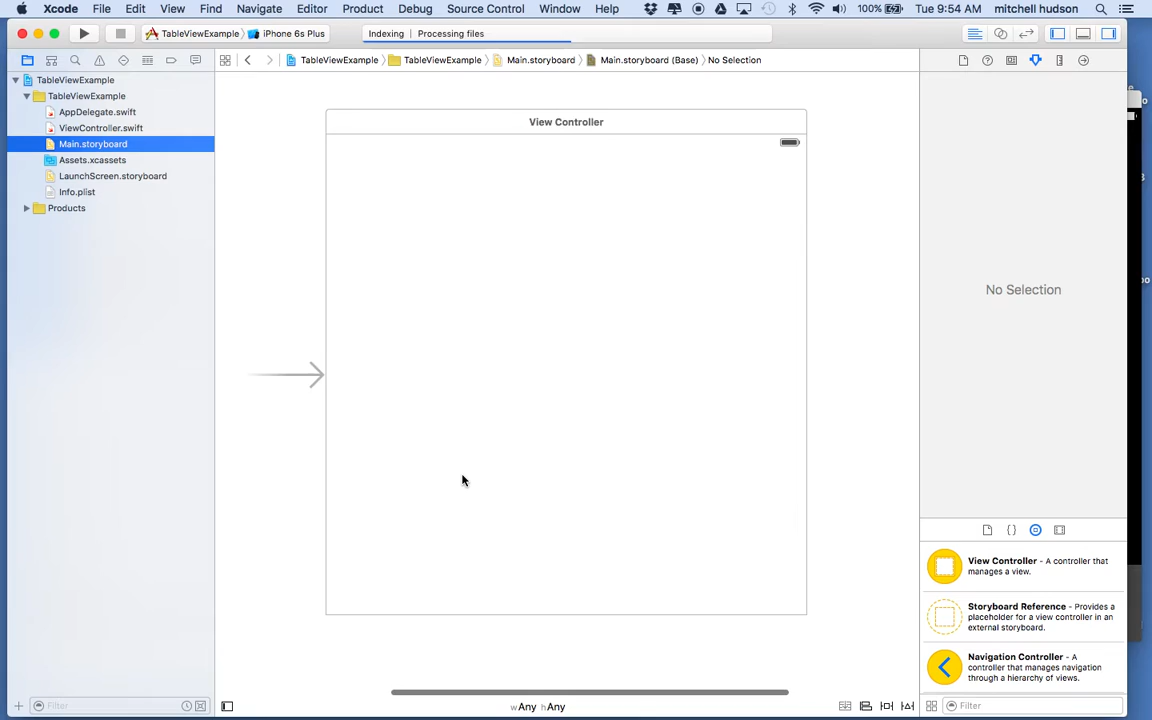 Xcode File Edit View Find Navigate Editor Product Debug Source Control Window Help 100% Tue 9:54 AM mitchell hudson
TableViewExample iPhone 6s Plus Indexing | Processing files
TableViewExample TableViewExample Main.storyboard Main.storyboard (Base) No Selection
TableViewExample
TableViewExample
AppDelegate.swift
ViewController.swift
Main.storyboard
Assets.xcassets
LaunchScreen.storyboard
Info.plist
Products
View Controller
No Selection
View Controller - A controller that
manages a view.
Storyboard Reference - Provides a
placeholder for a view controller in an
external storyboard.
Navigation Controller - A
controller that manages navigation
through a hierarchy of views.
Filter
wAny hAny
Filter